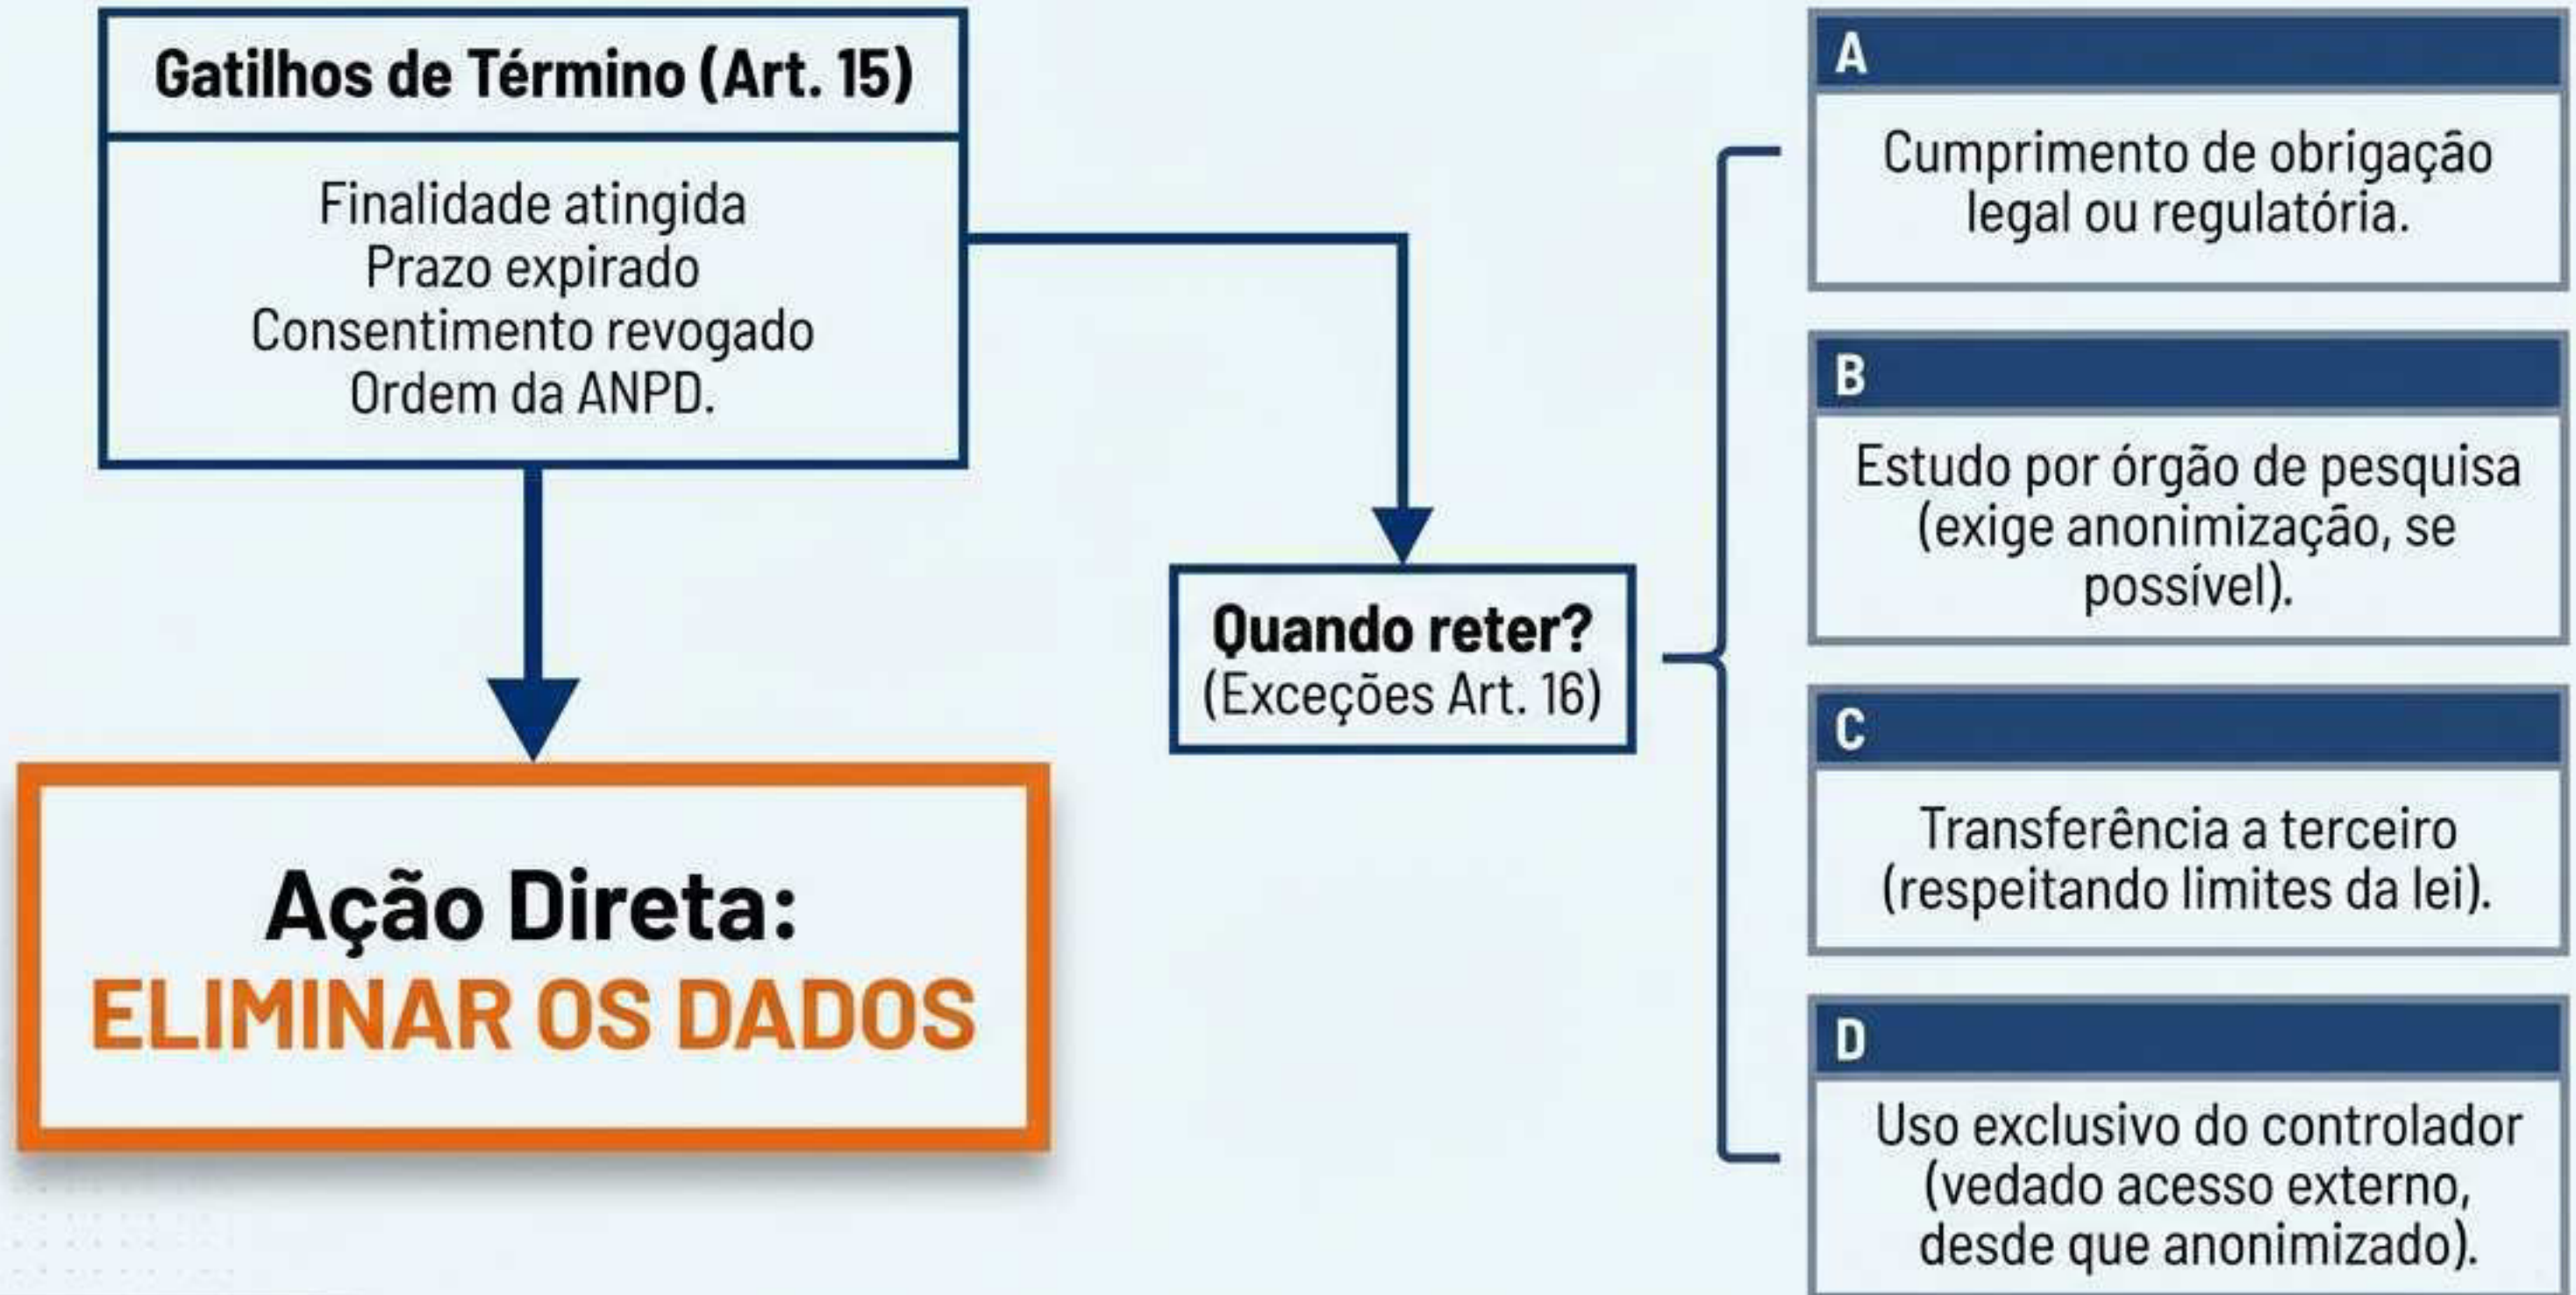 Gatilhos de Término (Art. 15)
Finalidade atingida
Prazo expirado
Consentimento revogado
Ordem da ANPD.
Ação Direta:
ELIMINAR OS DADOS
Quando reter?
(Exceções Art. 16)
A
Cumprimento de obrigação
legal ou regulatória.
B
Estudo por órgão de pesquisa
(exige anonimização, se
possível).
C
Transferência a terceiro
(respeitando limites da lei).
D
Uso exclusivo do controlador
(vedado acesso externo,
desde que anonimizado).